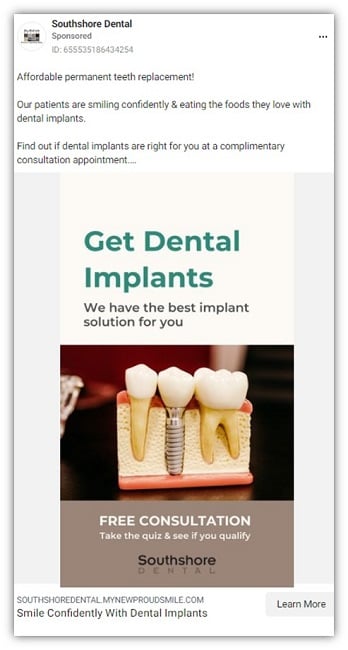 Southshore Dental
Sponsored
ID: 655535186434254
Affordable permanent teeth replacement!
Our patients are smiling confidently & eating the foods they love with
dental implants.
Find out if dental implants are right for you at a complimentary
consultation appointment....
Get Dental
Implants
We have the best implant
solution for you
FREE CONSULTATION
Take the quiz & see if you qualify
Southshore
DENTAL
SOUTHSHOREDENTAL.MYNEWPROUDSMILE.COM
Smile Confidently With Dental Implants
Learn More